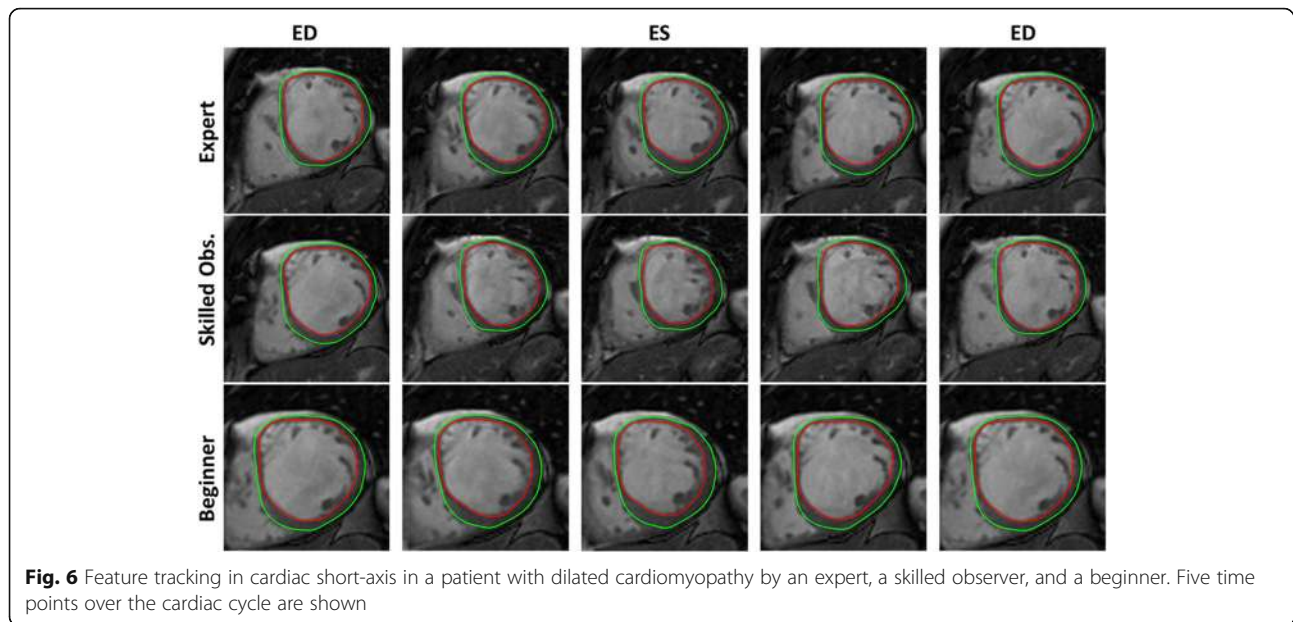 ED ES ED
Expert
Skilled Obs.
Beginner
Fig. 6 Feature tracking in cardiac short-axis in a patient with dilated cardiomyopathy by an expert, a skilled observer, and a beginner. Five time
points over the cardiac cycle are shown